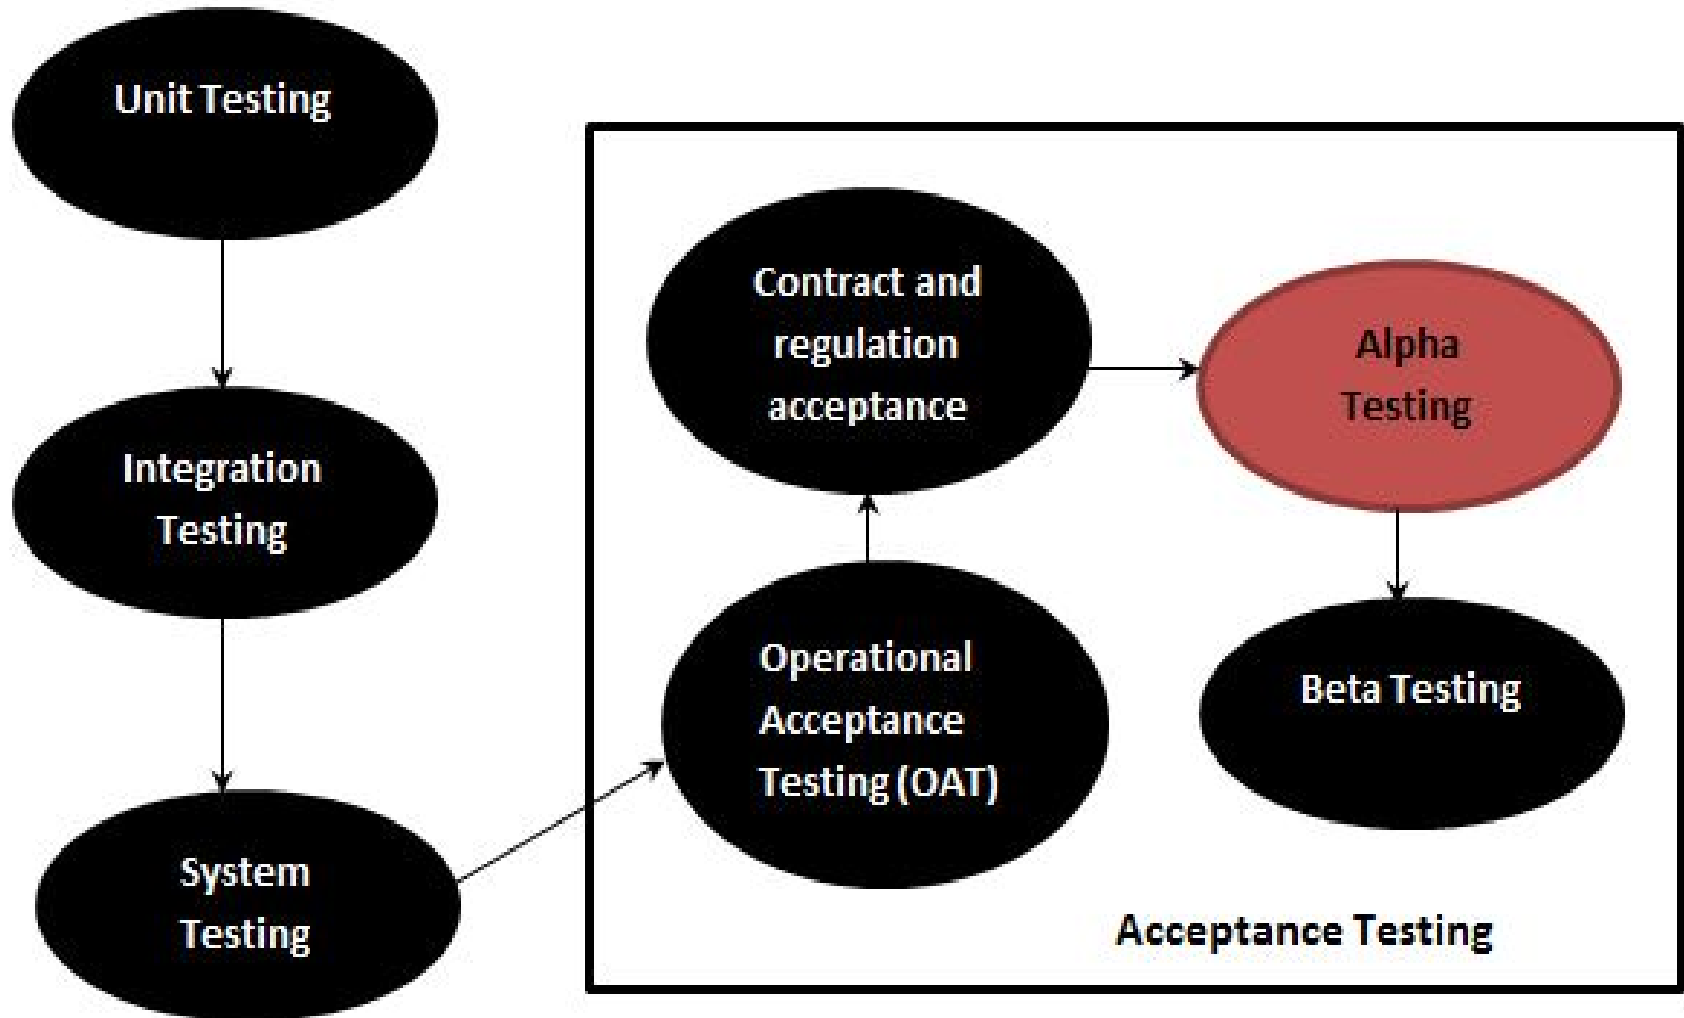 Unit Testing
Integration
Testing
System
Testing
Contract and
regulation
acceptance
Operational
Acceptance
Testing (OAT)
Alpha
Testing
Beta Testing
Acceptance Testing